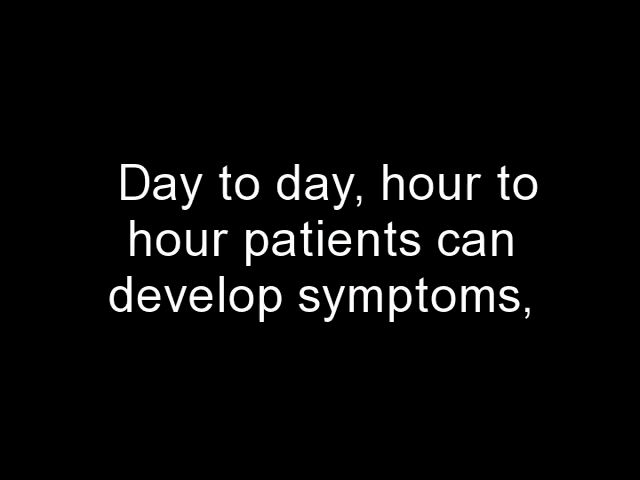 Day to day, hour to
hour patients can
develop symptoms,